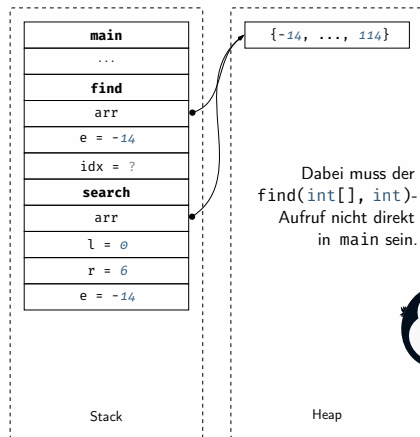 main
...
find
arr
e = -14
idx = ?
search
arr
l = 0
r = 6
e = -14
Stack
{-14, ..., 114}
Dabei muss der
find(int[], int)-
Aufruf nicht direkt
in main sein.
Heap